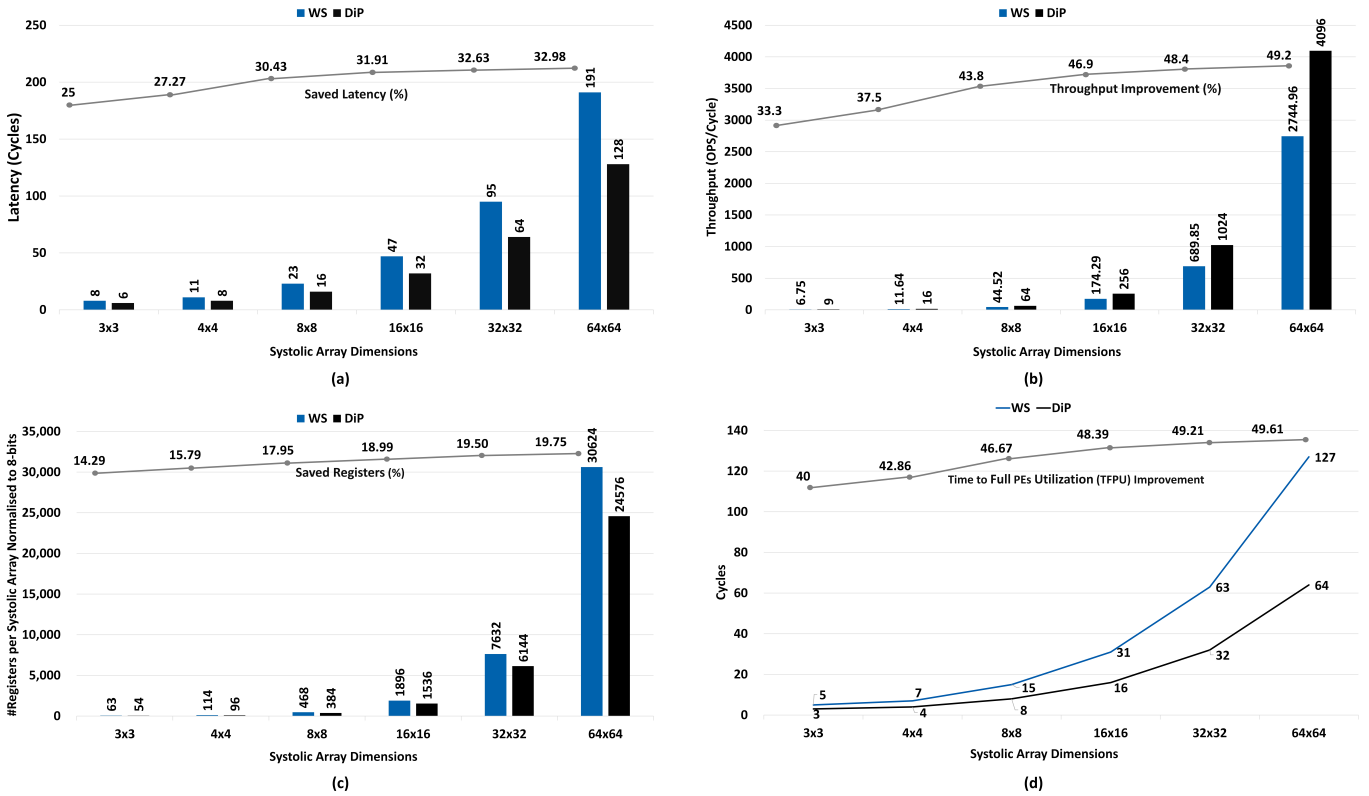 WS DiP
250
200
150
100
50
0
Latency (Cycles)
25 27.27 30.43 31.91 32.63 32.98
Saved Latency (%)
8 6 11 8 23 16 47 32 95 64 191 128
3x3 4x4 8x8 16x16 32x32 64x64
Systolic Array Dimensions
(a)
WS DiP
4500
4000
3500
3000
2500
2000
1500
1000
500
0
Throughput (OPS/Cycle)
33.3 37.5 43.8 46.9 48.4 49.2
Throughput Improvement (%)
6.75 9 11.64 16 44.52 64 174.29 256 689.85 1024 2744.96 4096
3x3 4x4 8x8 16x16 32x32 64x64
Systolic Array Dimensions
(b)
WS DiP
35,000
30,000
25,000
20,000
15,000
10,000
5,000
0
#Registers per Systolic Array Normalised to 8-bits
14.29 15.79 17.95 18.99 19.50 19.75
Saved Registers (%)
63 54 114 96 468 384 1896 1536 7632 6144 30624 24576
3x3 4x4 8x8 16x16 32x32 64x64
Systolic Array Dimensions
(c)
WS DiP
140
120
100
80
60
40
20
0
Cycles
40 42.86 46.67 48.39 49.21 49.61
Time to Full PEs Utilization (TFPU) Improvement
5 7 15 31 63 127
3 4 8 16 32 64
3x3 4x4 8x8 16x16 32x32 64x64
Systolic Array Dimensions
(d)